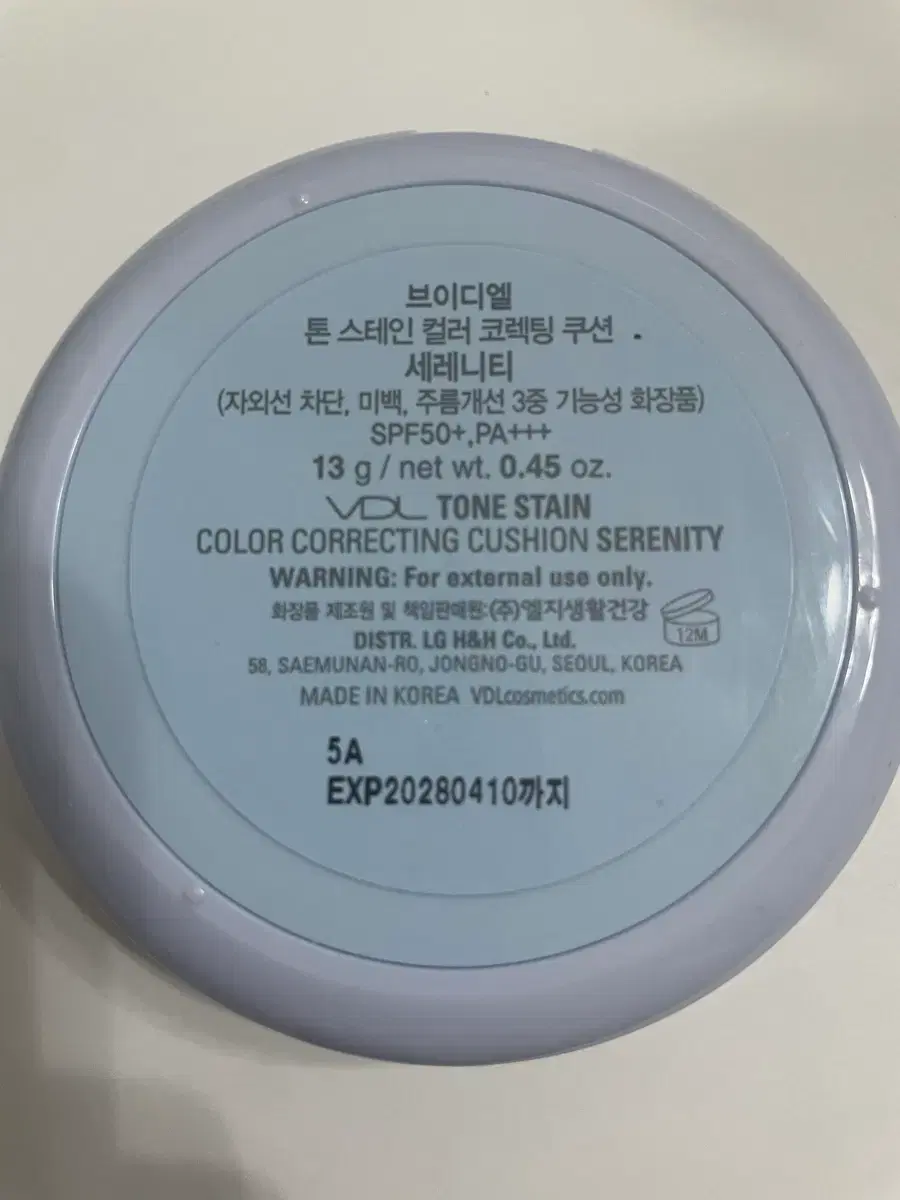 브이디엘
톤 스테인 컬러 코렉팅 쿠션
세레니티
(자외선 차단, 미백, 주름개선 3중 기능성 화장품)
SPF50+,PA+++
13 g / net wt. 0.45 oz.
VDL TONE STAIN
COLOR CORRECTING CUSHION SERENITY
WARNING: For external use only.
화장품 제조원 및 책임판매원:(주)엘지생활건강
12M
DISTR. LG H&H Co., Ltd.
58, SAEMUNAN-RO, JONGNO-GU, SEOUL, KOREA
MADE IN KOREA VDLcosmetics.com
5A
EXP20280410까지